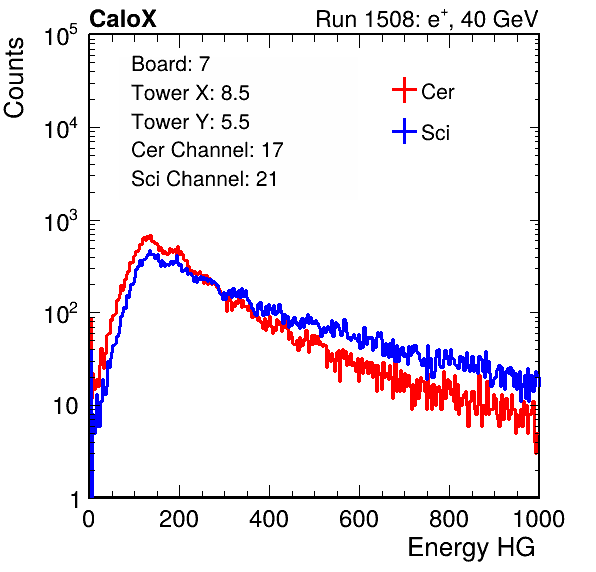 CaloX Run 1508: e⁺, 40 GeV
10⁵
10⁴
10³
10²
10
1
Counts
Board: 7
Tower X: 8.5
Tower Y: 5.5
Cer Channel: 17
Sci Channel: 21
Cer
Sci
0 200 400 600 800 1000
Energy HG